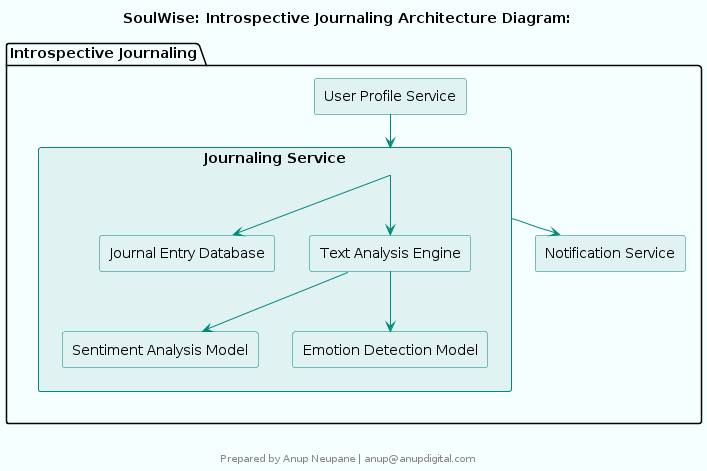 SoulWise: Introspective Journaling Architecture Diagram:
Introspective Journaling
User Profile Service
Journaling Service
Journal Entry Database
Text Analysis Engine
Notification Service
Sentiment Analysis Model
Emotion Detection Model
Prepared by Anup Neupane | anup@anupdigital.com